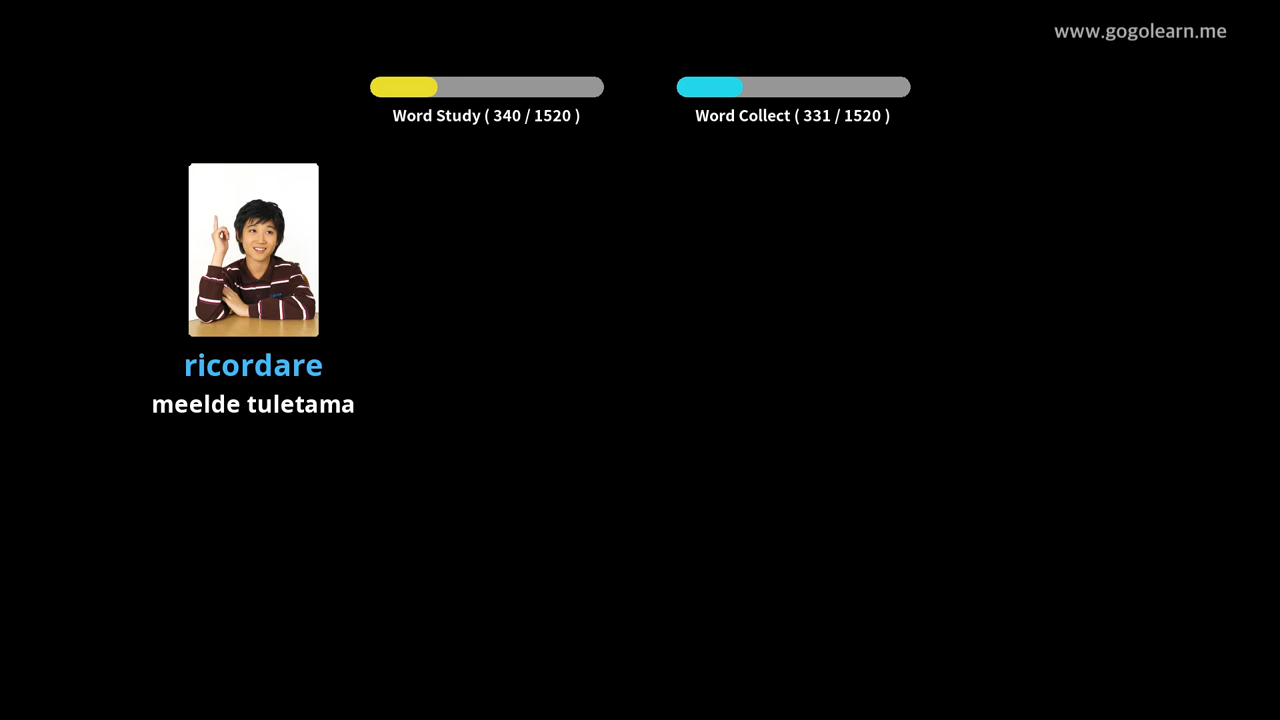 www.gogolearn.me
Word Study ( 340 / 1520 )
Word Collect ( 331 / 1520 )
ricordare
meelde tuletama